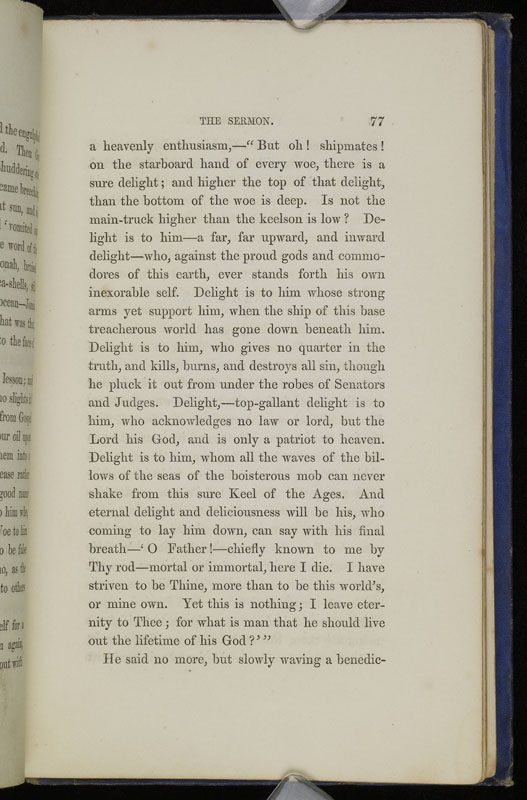 THE SERMON. 77
a heavenly enthusiasm,—“ But oh! shipmates!
on the starboard hand of every woe, there is a
sure delight; and higher the top of that delight,
than the bottom of the woe is deep. Is not the
main-truck higher than the keelson is low? De-
light is to him—a far, far upward, and inward
delight—who, against the proud gods and commo-
dores of this earth, ever stands forth his own
inexorable self. Delight is to him whose strong
arms yet support him, when the ship of this base
treacherous world has gone down beneath him.
Delight is to him, who gives no quarter in the
truth, and kills, burns, and destroys all sin, though
he pluck it out from under the robes of Senators
and Judges. Delight,—top-gallant delight is to
him, who acknowledges no law or lord, but the
Lord his God, and is only a patriot to heaven.
Delight is to him, whom all the waves of the bil-
lows of the seas of the boisterous mob can never
shake from this sure Keel of the Ages. And
eternal delight and deliciousness will be his, who
coming to lay him down, can say with his final
breath—‘ O Father!—chiefly known to me by
Thy rod—mortal or immortal, here I die. I have
striven to be Thine, more than to be this world’s,
or mine own. Yet this is nothing; I leave eter-
nity to Thee; for what is man that he should live
out the lifetime of his God?’”
He said no more, but slowly waving a benedic-